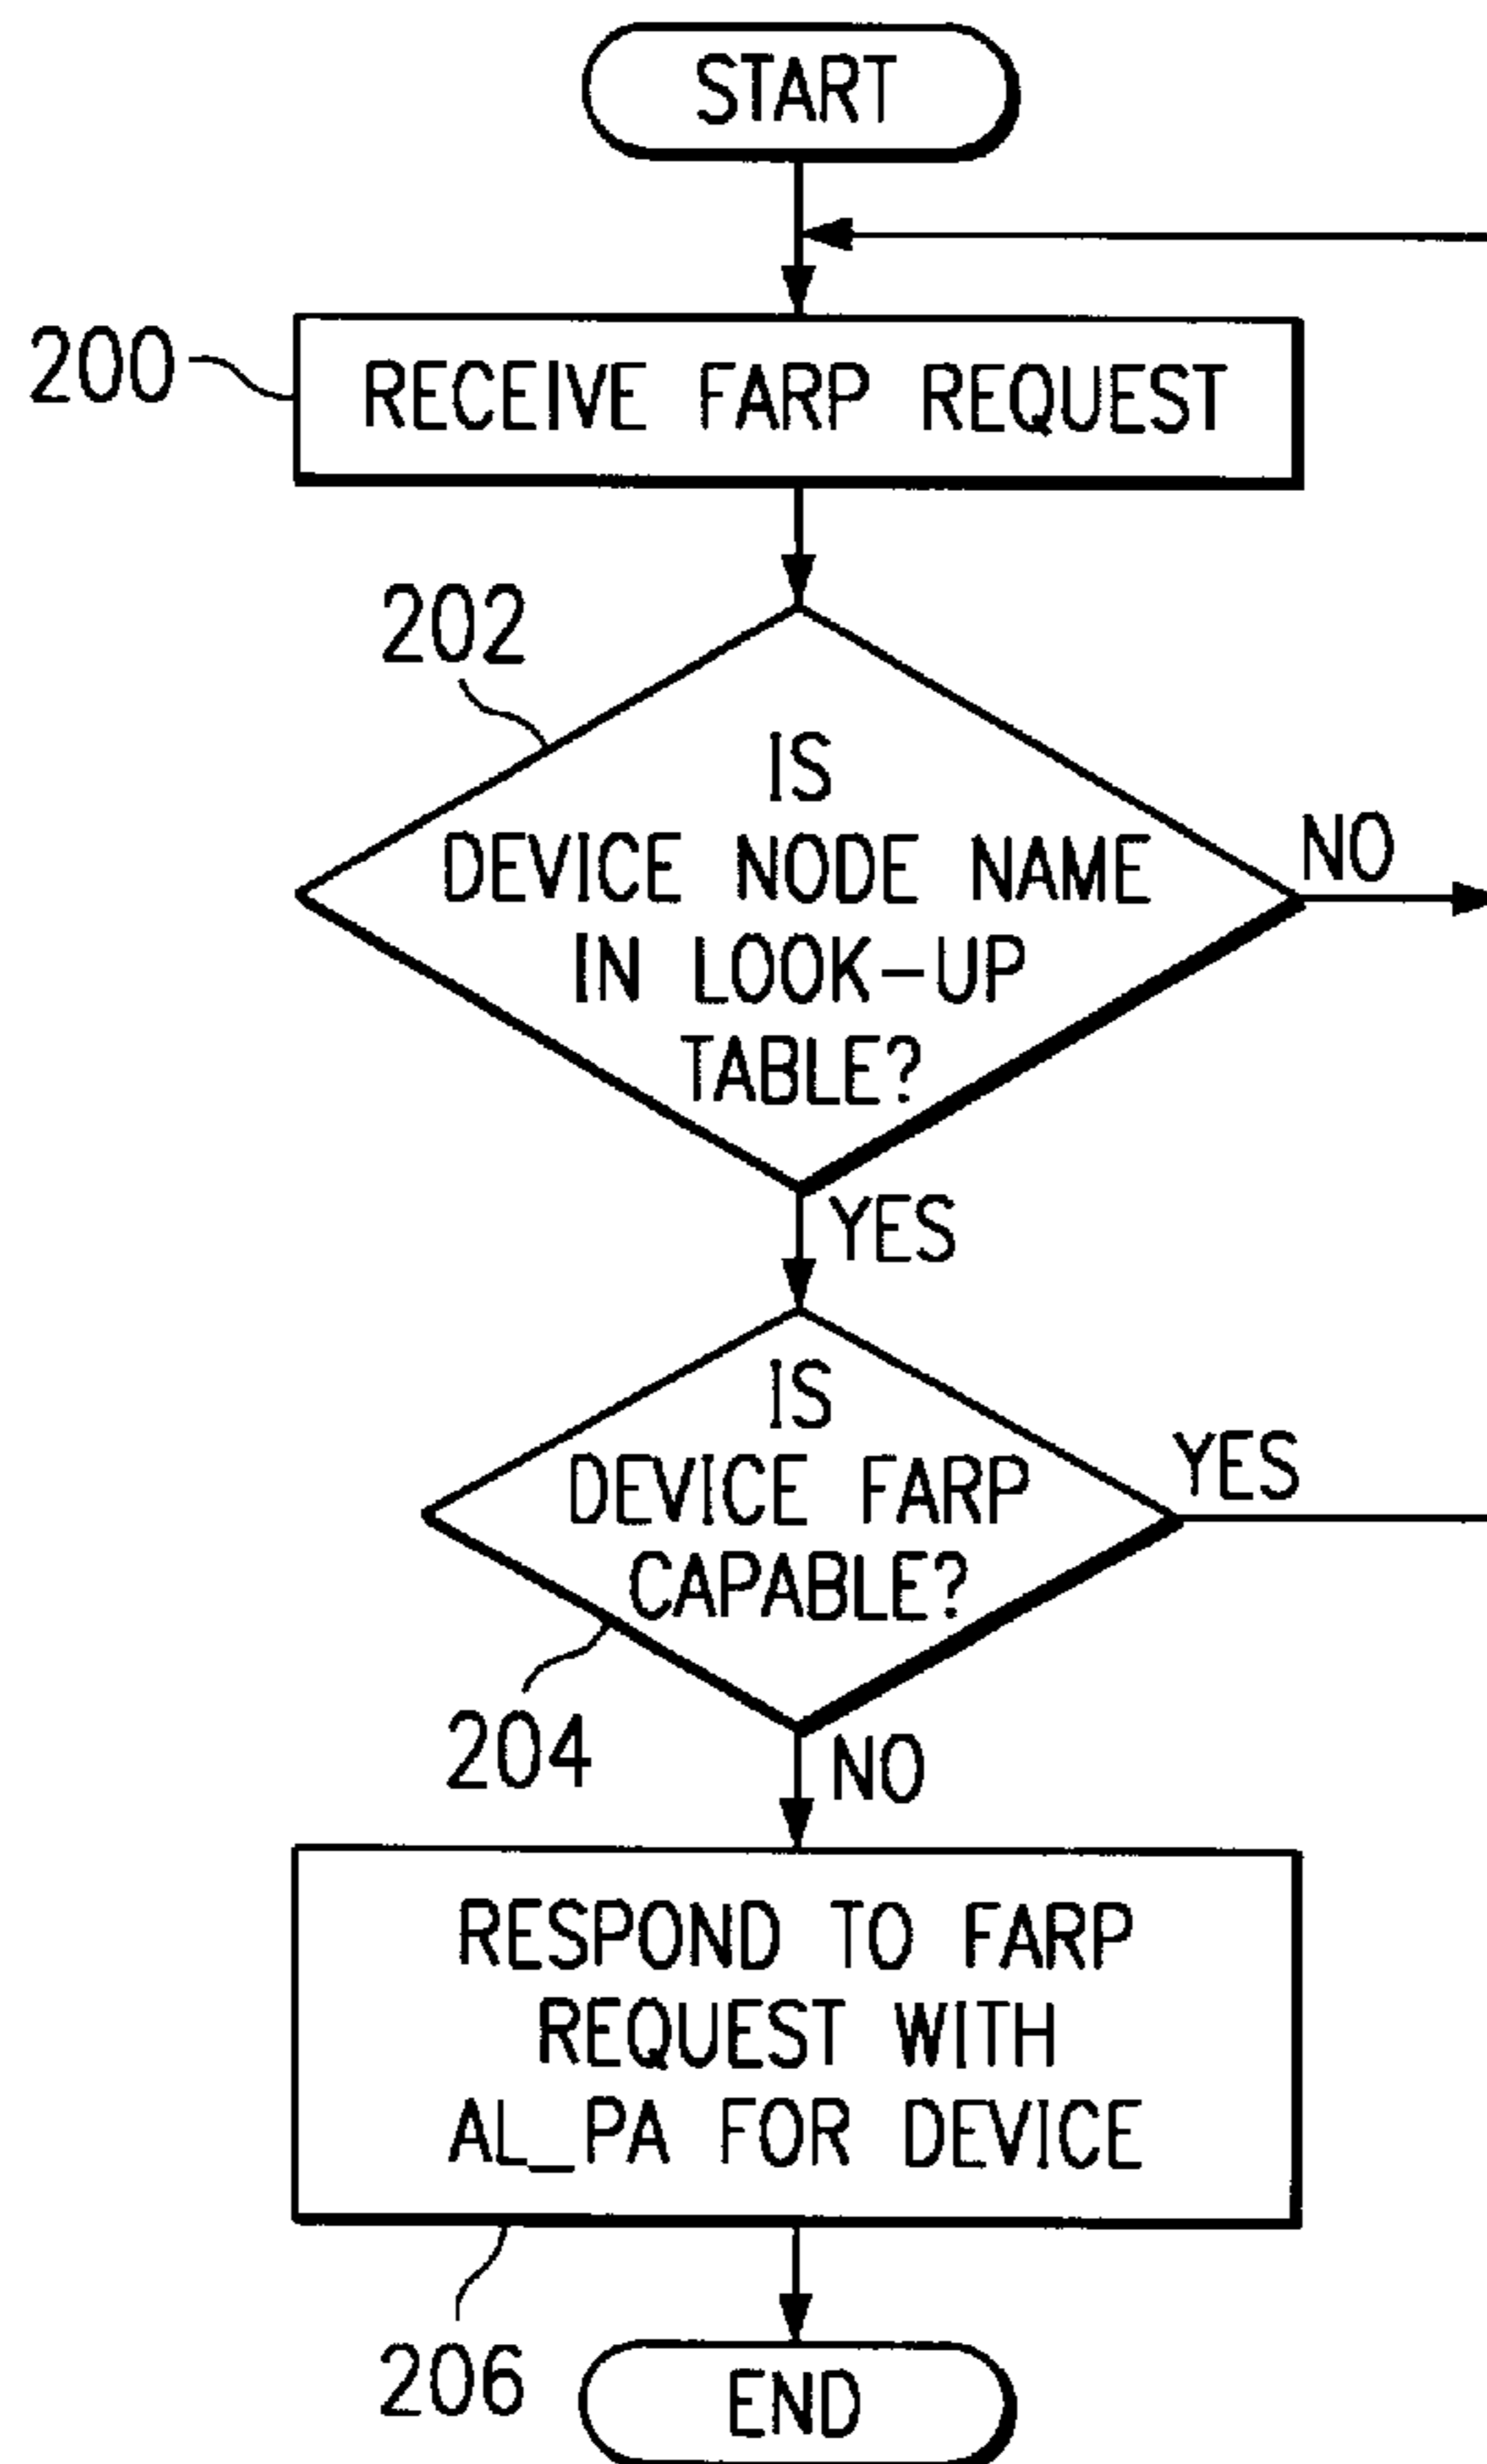 START
200
RECEIVE FARP REQUEST
202
IS
DEVICE NODE NAME
IN LOOK-UP
TABLE?
NO
YES
IS
DEVICE FARP
CAPABLE?
YES
204
NO
RESPOND TO FARP
REQUEST WITH
AL_PA FOR DEVICE
206
END